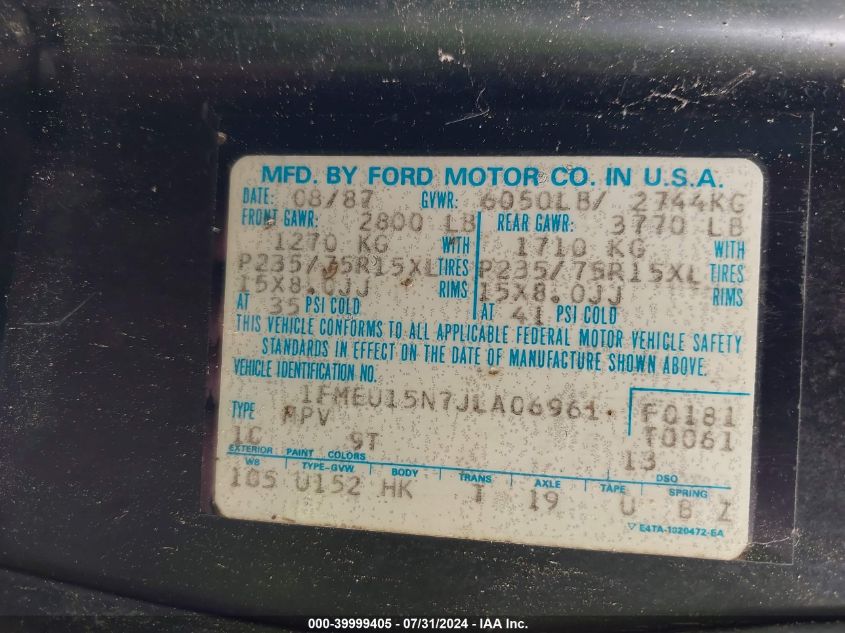 MFD. BY FORD MOTOR CO. IN U.S.A.
DATE: 08/87 GVWR: 6050LB/ 2744KG
FRONT GAWR: 2800 LB REAR GAWR: 3770 LB
1270 KG WITH 1710 KG WITH
P235/75R15XL TIRES P235/75R15XL TIRES
15X8.0JJ RIMS 15X8.0JJ RIMS
AT 35 PSI COLD AT 41 PSI COLD
THIS VEHICLE CONFORMS TO ALL APPLICABLE FEDERAL MOTOR VEHICLE SAFETY
STANDARDS IN EFFECT ON THE DATE OF MANUFACTURE SHOWN ABOVE.
VEHICLE IDENTIFICATION NO.
1FMEU15N7JLA06961 F0181
TYPE MPV T0061
1C 9T 13
EXTERIOR PAINT COLORS DSO
WB TYPE-GVW BODY TRANS AXLE TAPE SPRING
105 U152 HK T 19 U B Z
E4TA-1020472-EA
000-39999405 - 07/31/2024 - IAA Inc.